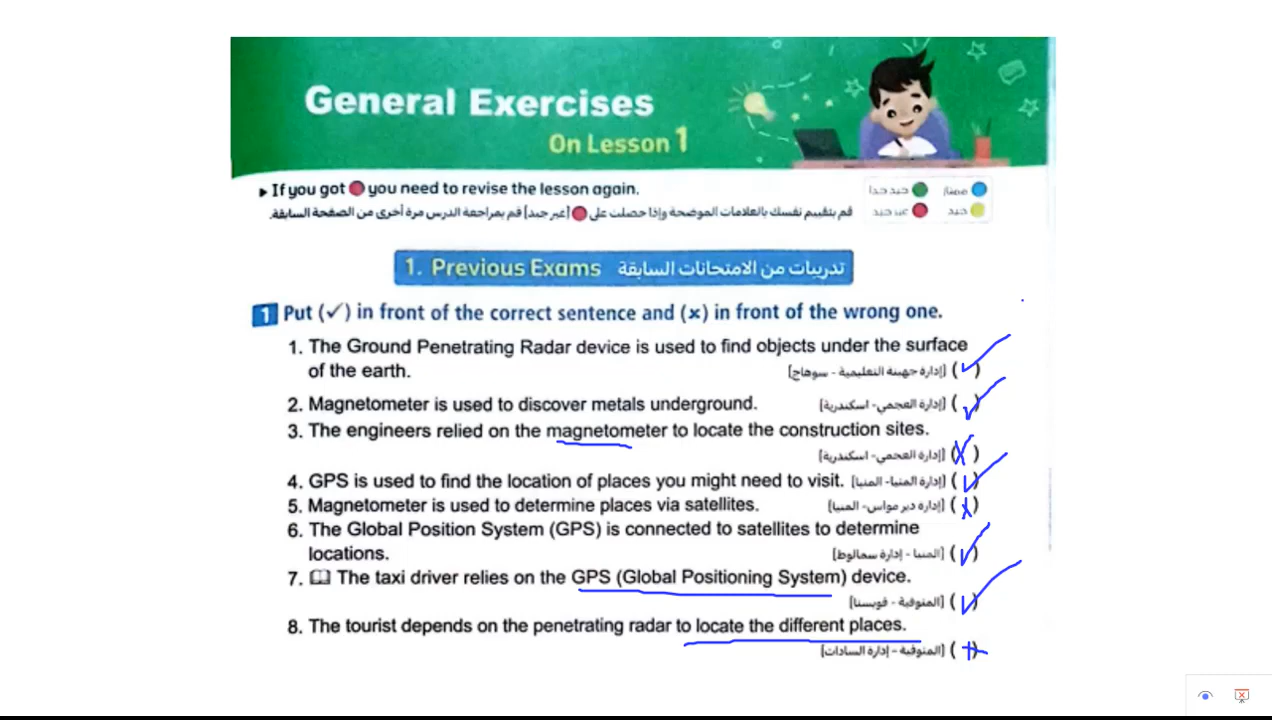 General Exercises
On Lesson 1
▸ If you got 🔴 you need to revise the lesson again.
ممتاز جيد جدا
جيد غير جيد
قم بتقييم نفسك بالعلامات الموضحة وإذا حصلت على 🔴 [غير جيد] قم بمراجعة الدرس مرة أخرى من الصفحة السابقة.
1. Previous Exams تدريبات من الامتحانات السابقة
1 Put (✓) in front of the correct sentence and (×) in front of the wrong one.
1. The Ground Penetrating Radar device is used to find objects under the surface
of the earth. [إدارة جهينة التعليمية - سوهاج] (✓)
2. Magnetometer is used to discover metals underground. [إدارة العجمي- اسكندرية] (✓)
3. The engineers relied on the magnetometer to locate the construction sites.
[إدارة العجمي- اسكندرية] (X)
4. GPS is used to find the location of places you might need to visit. [إدارة المنيا- المنيا] (✓)
5. Magnetometer is used to determine places via satellites. [إدارة دير مواس- المنيا] (X)
6. The Global Position System (GPS) is connected to satellites to determine
locations. [المنيا - إدارة سمالوط] (✓)
7. The taxi driver relies on the GPS (Global Positioning System) device.
[المنوفية - قويسنا] (✓)
8. The tourist depends on the penetrating radar to locate the different places.
[المنوفية - إدارة السادات] (X)